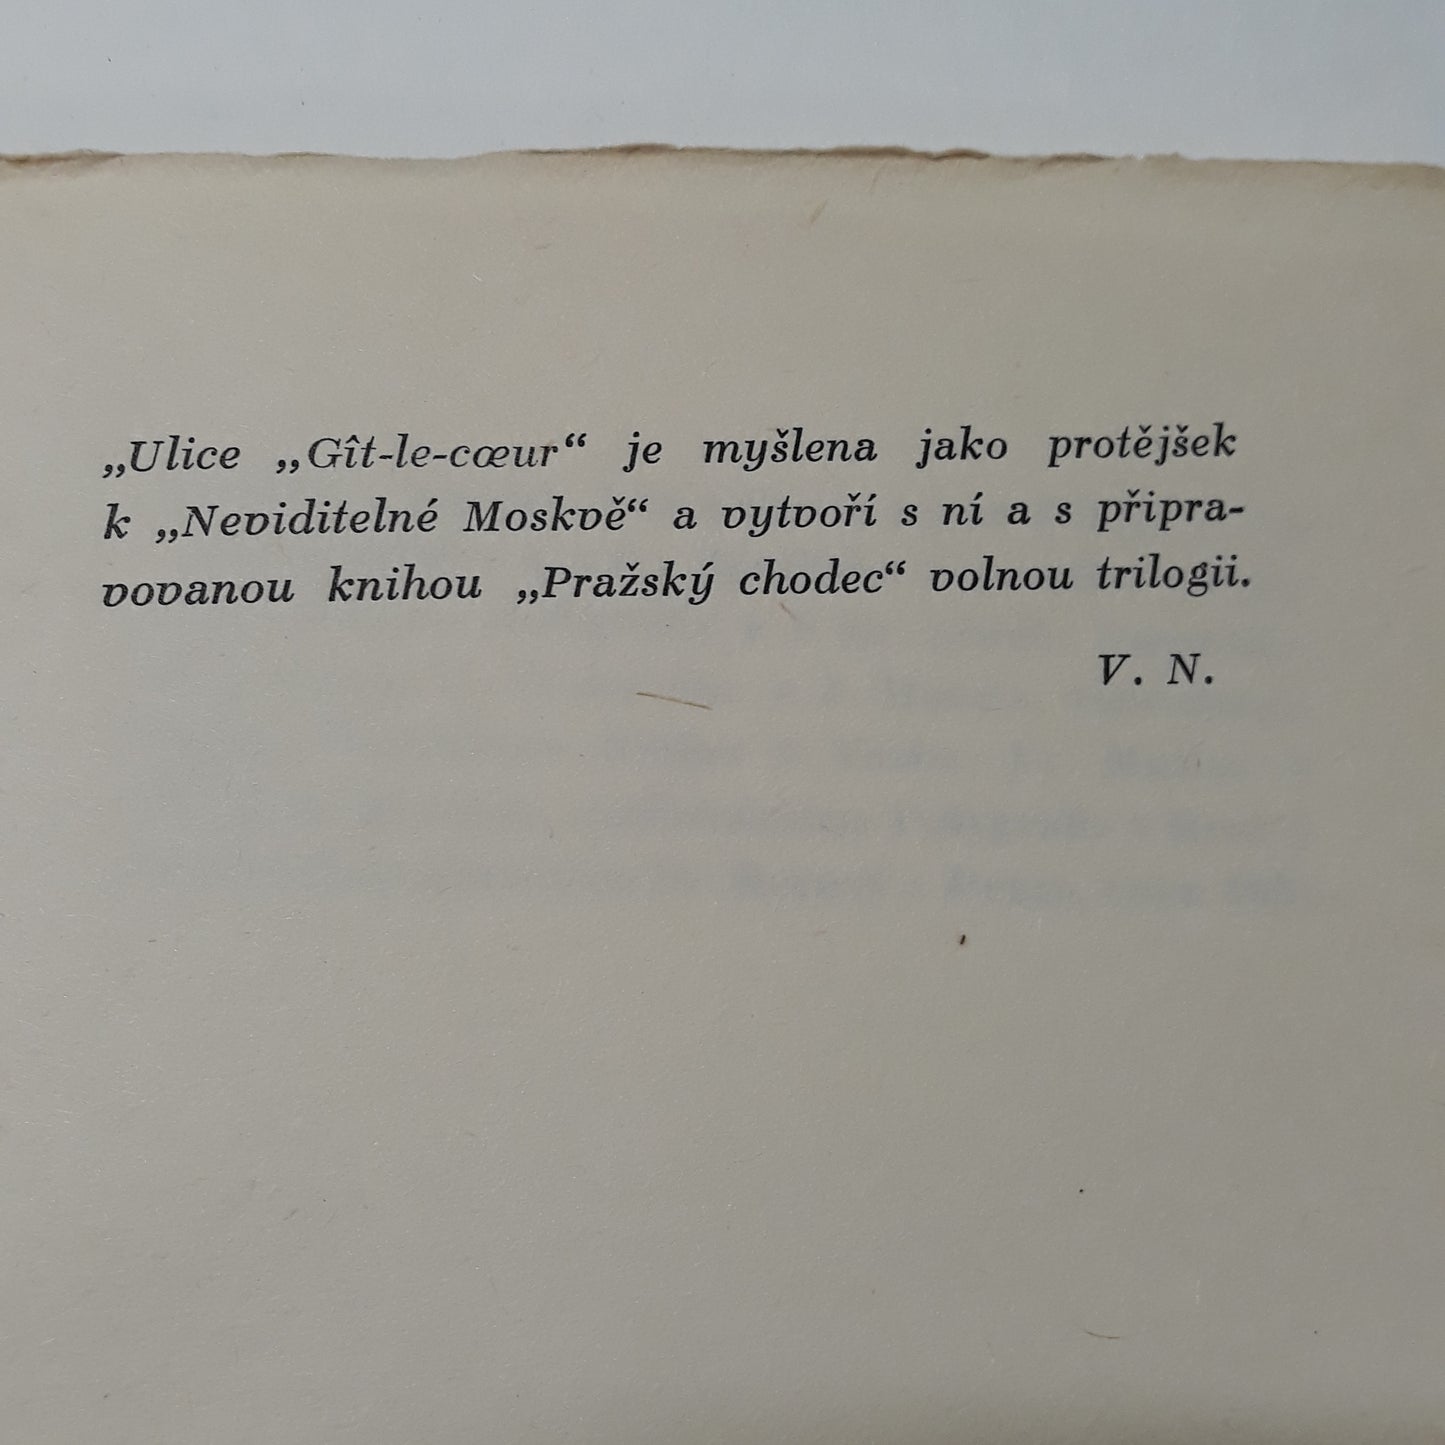 „Ulice „Gît-le-cœur“ je myšlena jako protějšek
k „Neviditelné Moskvě“ a vytvoří s ní a s připra-
vovanou knihou „Pražský chodec“ volnou trilogii.
V. N.